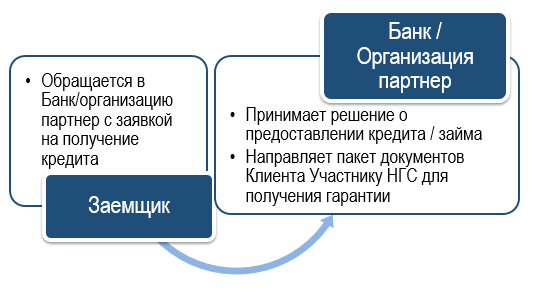 • Обращается в
Банк/организацию
партнер с заявкой
на получение
кредита
Заемщик
Банк /
Организация
партнер
• Принимает решение о
предоставлении кредита / займа
• Направляет пакет документов
Клиента Участнику НГС для
получения гарантии